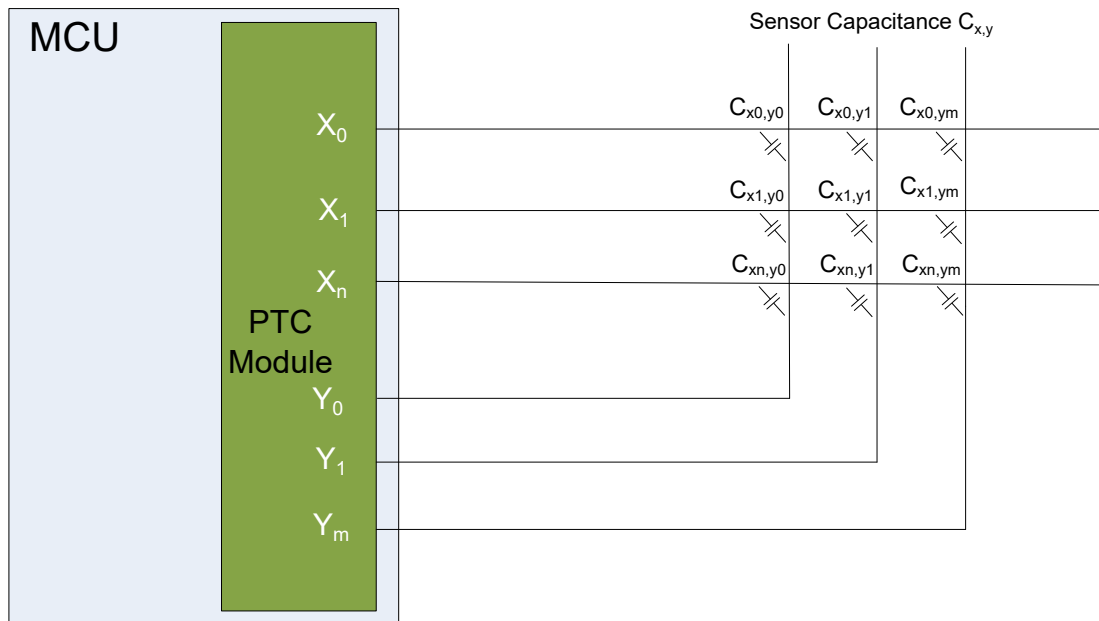 MCU
Sensor Capacitance Cx,y
X0
Cx0,y0 Cx0,y1 Cx0,ym
X1
Cx1,y0 Cx1,y1 Cx1,ym
Xn
Cxn,y0 Cxn,y1 Cxn,ym
PTC
Module
Y0
Y1
Ym